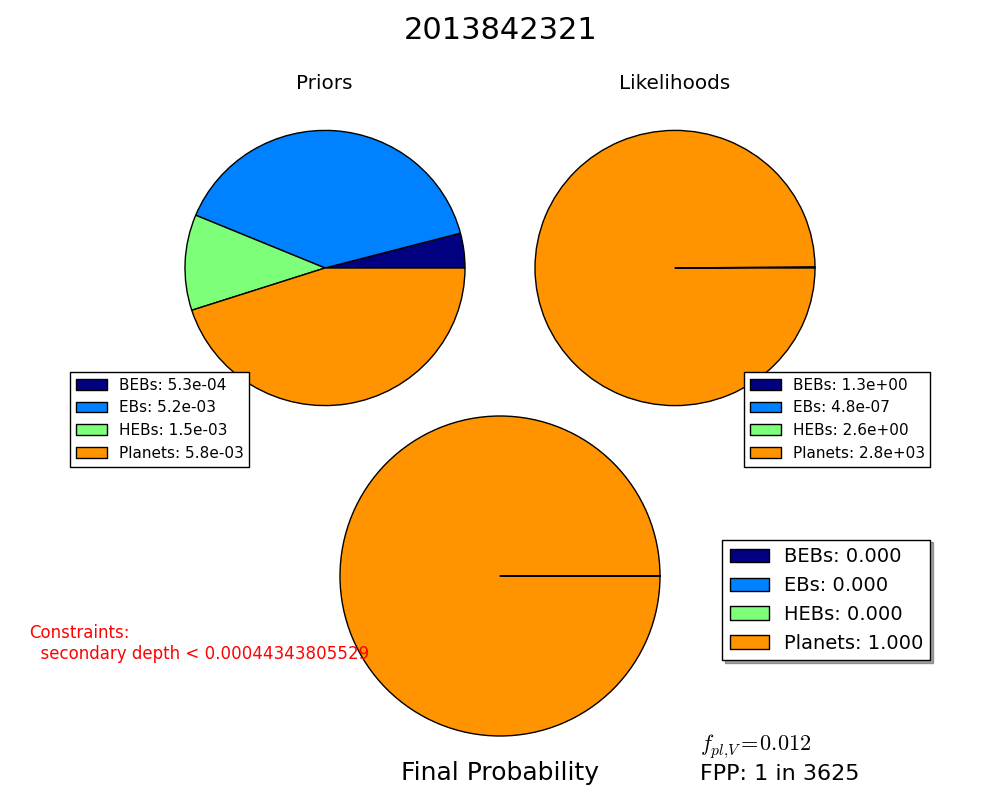 2013842321
Priors
Likelihoods
BEBs: 5.3e-04
EBs: 5.2e-03
HEBs: 1.5e-03
Planets: 5.8e-03
BEBs: 1.3e+00
EBs: 4.8e-07
HEBs: 2.6e+00
Planets: 2.8e+03
BEBs: 0.000
EBs: 0.000
HEBs: 0.000
Planets: 1.000
Constraints:
secondary depth < 0.00044343805529
Final Probability
f_{pl,V}=0.012
FPP: 1 in 3625